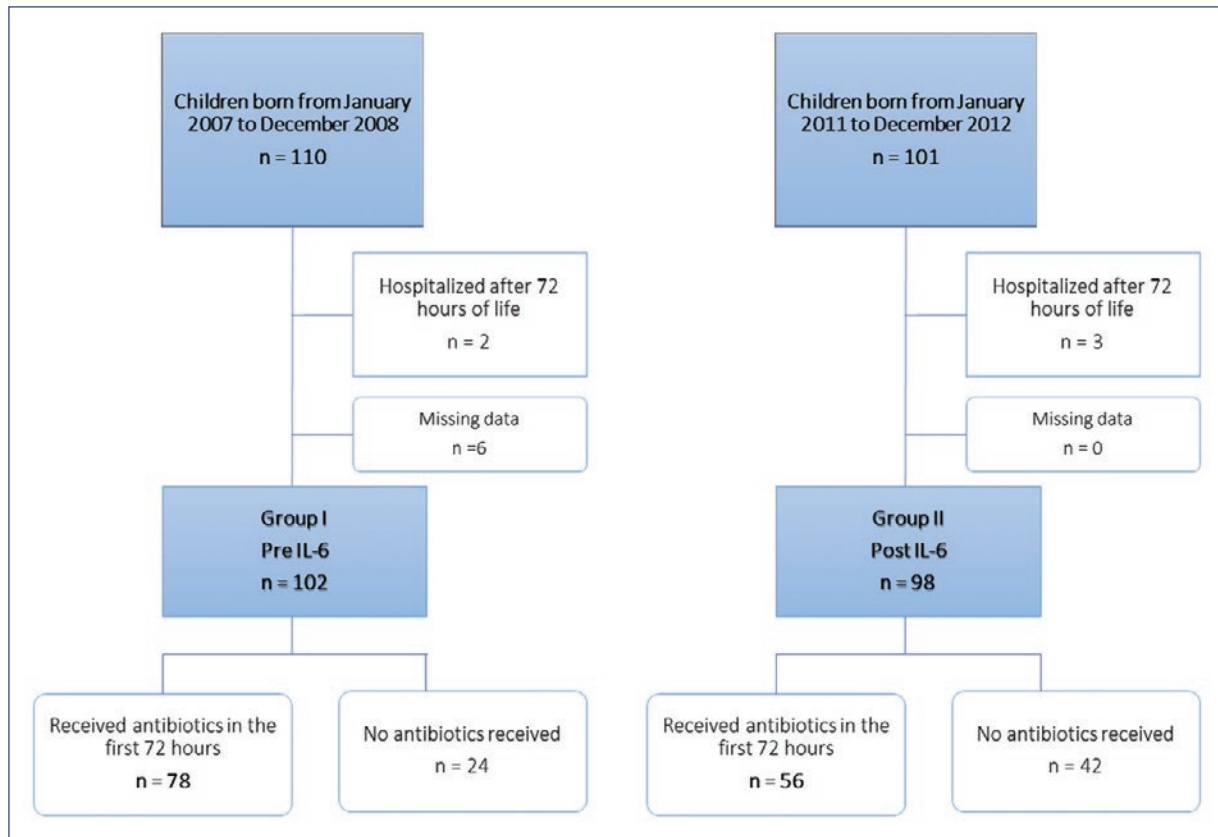 Children born from January
2007 to December 2008
n = 110
Hospitalized after 72
hours of life
n = 2
Missing data
n =6
Group I
Pre IL-6
n = 102
Received antibiotics in the
first 72 hours
n = 78
No antibiotics received
n = 24
Children born from January
2011 to December 2012
n = 101
Hospitalized after 72
hours of life
n = 3
Missing data
n = 0
Group II
Post IL-6
n = 98
Received antibiotics in the
first 72 hours
n = 56
No antibiotics received
n = 42